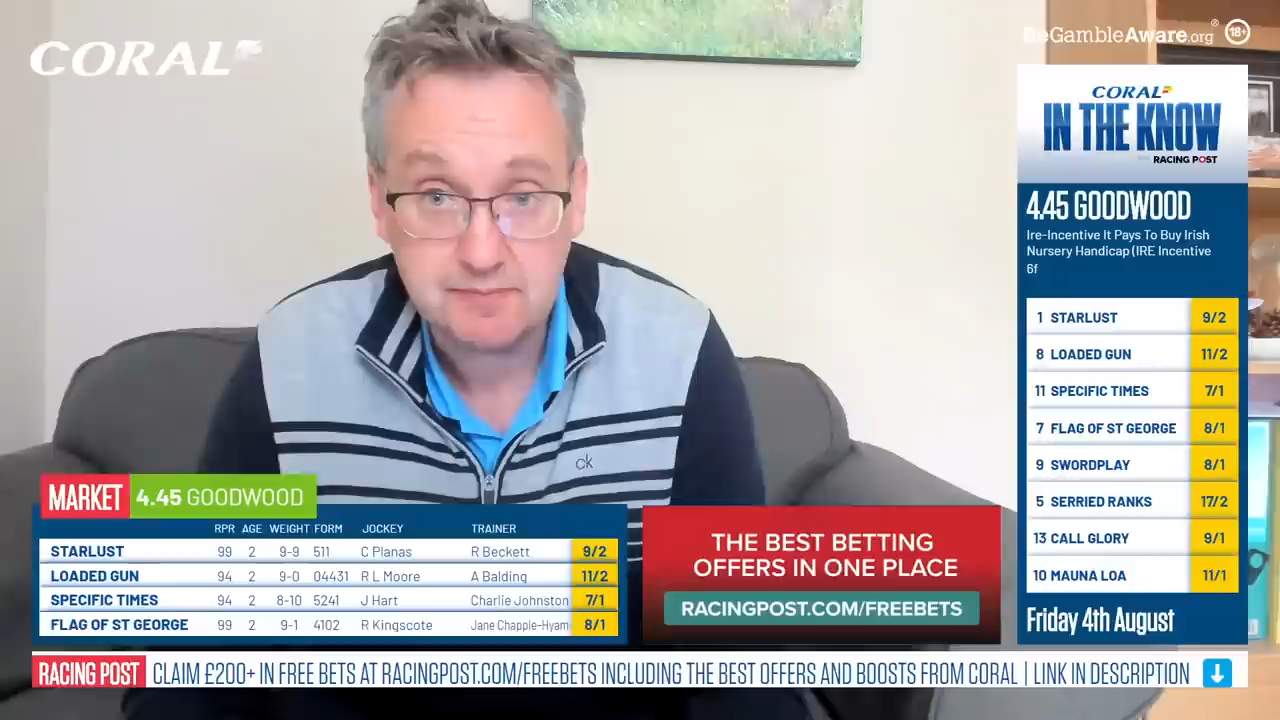 CORAL
BeGambleAware.org® 18+
CORAL
IN THE KNOW
RACING POST
4.45 GOODWOOD
Ire-Incentive It Pays To Buy Irish
Nursery Handicap (IRE Incentive
6f
1 STARLUST 9/2
8 LOADED GUN 11/2
11 SPECIFIC TIMES 7/1
7 FLAG OF ST GEORGE 8/1
9 SWORDPLAY 8/1
5 SERRIED RANKS 17/2
13 CALL GLORY 9/1
10 MAUNA LOA 11/1
Friday 4th August
ck
MARKET 4.45 GOODWOOD
RPR AGE WEIGHT FORM JOCKEY TRAINER
STARLUST 99 2 9-9 511 C Planas R Beckett 9/2
LOADED GUN 94 2 9-0 04431 R L Moore A Balding 11/2
SPECIFIC TIMES 94 2 8-10 5241 J Hart Charlie Johnston 7/1
FLAG OF ST GEORGE 99 2 9-1 4102 R Kingscote Jane Chapple-Hyam 8/1
THE BEST BETTING
OFFERS IN ONE PLACE
RACINGPOST.COM/FREEBETS
RACING POST CLAIM £200+ IN FREE BETS AT RACINGPOST.COM/FREEBETS INCLUDING THE BEST OFFERS AND BOOSTS FROM CORAL | LINK IN DESCRIPTION